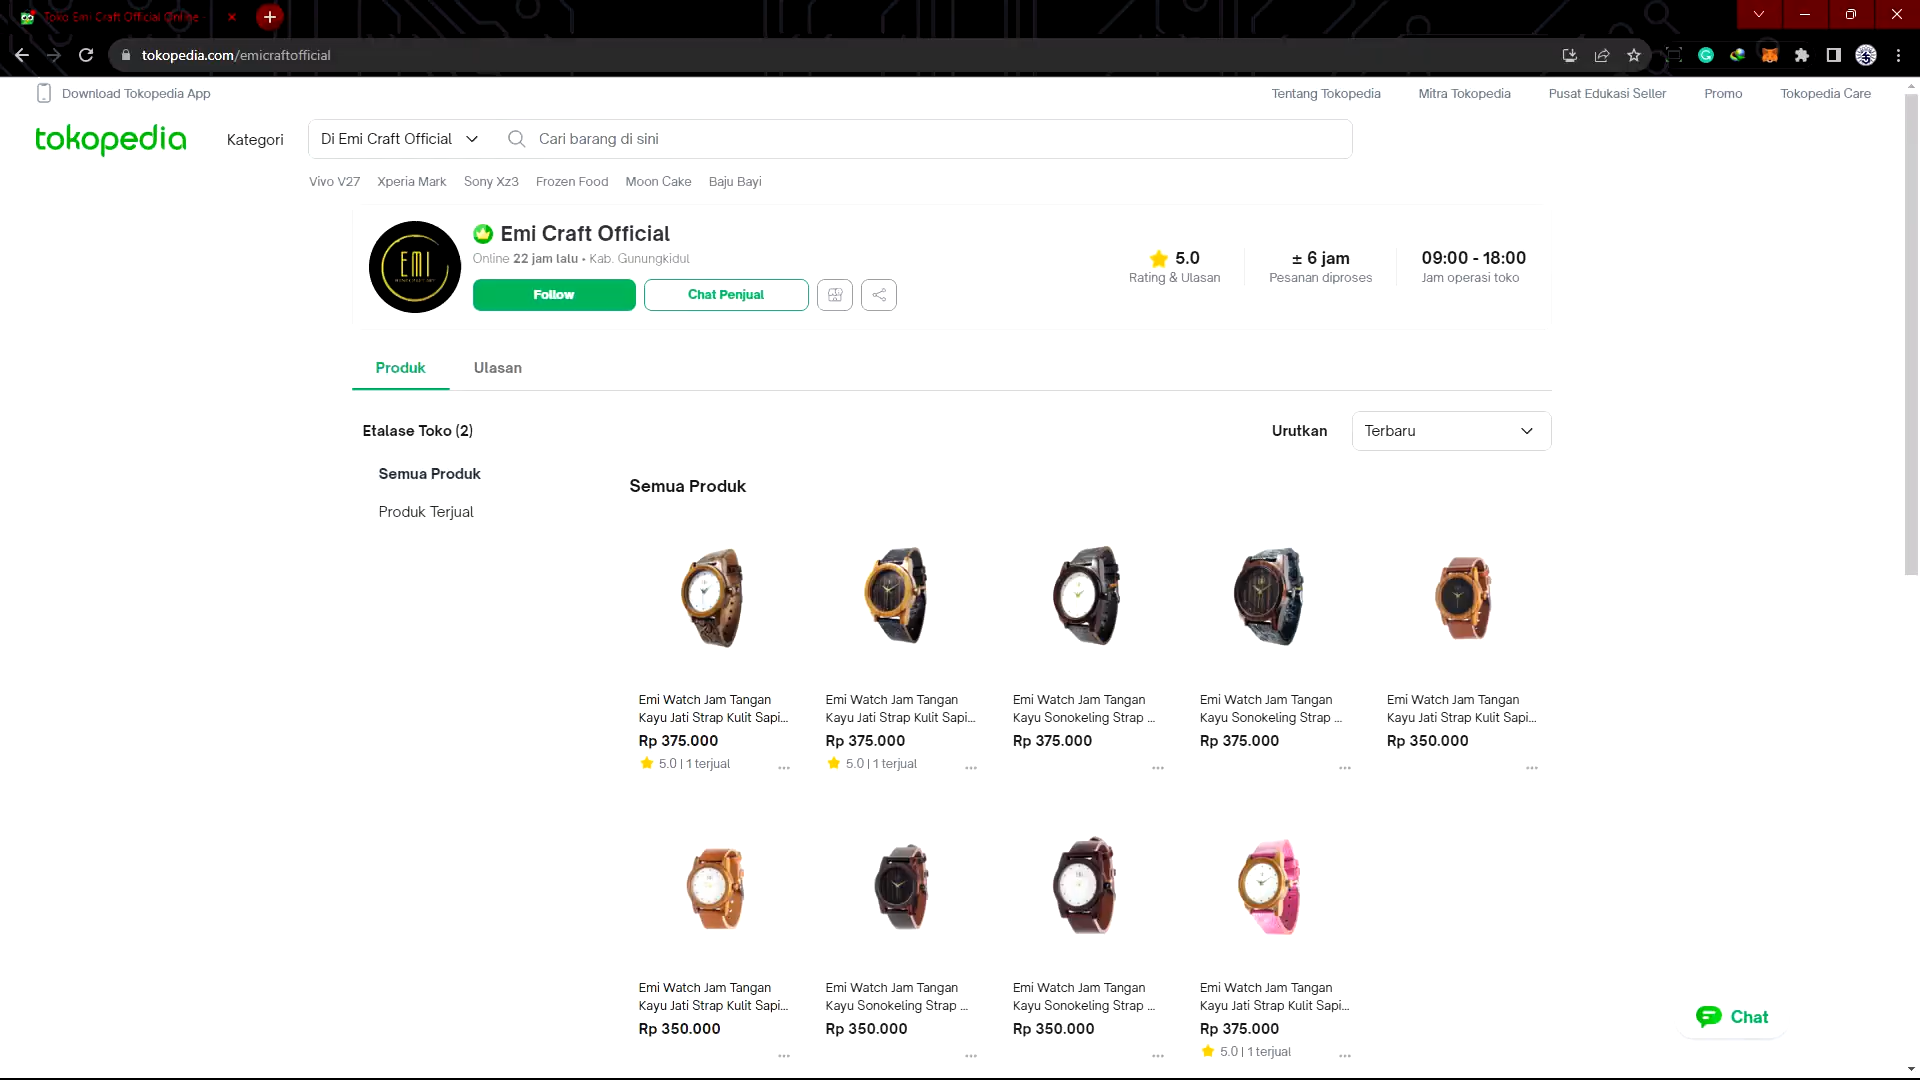 Toko Emi Craft Official Online
tokopedia.com/emicraftofficial
Download Tokopedia App
Tentang Tokopedia
Mitra Tokopedia
Pusat Edukasi Seller
Promo
Tokopedia Care
tokopedia
Kategori
Di Emi Craft Official
Cari barang di sini
Vivo V27
Xperia Mark
Sony Xz3
Frozen Food
Moon Cake
Baju Bayi
EMI
Emi Craft Official
Online 22 jam lalu • Kab. Gunungkidul
Follow
Chat Penjual
5.0
Rating & Ulasan
± 6 jam
Pesanan diproses
09:00 - 18:00
Jam operasi toko
Produk
Ulasan
Etalase Toko (2)
Semua Produk
Produk Terjual
Urutkan
Terbaru
Semua Produk
Emi Watch Jam Tangan
Kayu Jati Strap Kulit Sapi...
Rp 375.000
5.0 | 1 terjual
Emi Watch Jam Tangan
Kayu Jati Strap Kulit Sapi...
Rp 375.000
5.0 | 1 terjual
Emi Watch Jam Tangan
Kayu Sonokeling Strap ...
Rp 375.000
Emi Watch Jam Tangan
Kayu Sonokeling Strap ...
Rp 375.000
Emi Watch Jam Tangan
Kayu Jati Strap Kulit Sapi...
Rp 350.000
Emi Watch Jam Tangan
Kayu Jati Strap Kulit Sapi...
Rp 350.000
Emi Watch Jam Tangan
Kayu Sonokeling Strap ...
Rp 350.000
Emi Watch Jam Tangan
Kayu Sonokeling Strap ...
Rp 350.000
Emi Watch Jam Tangan
Kayu Jati Strap Kulit Sapi...
Rp 375.000
5.0 | 1 terjual
Chat